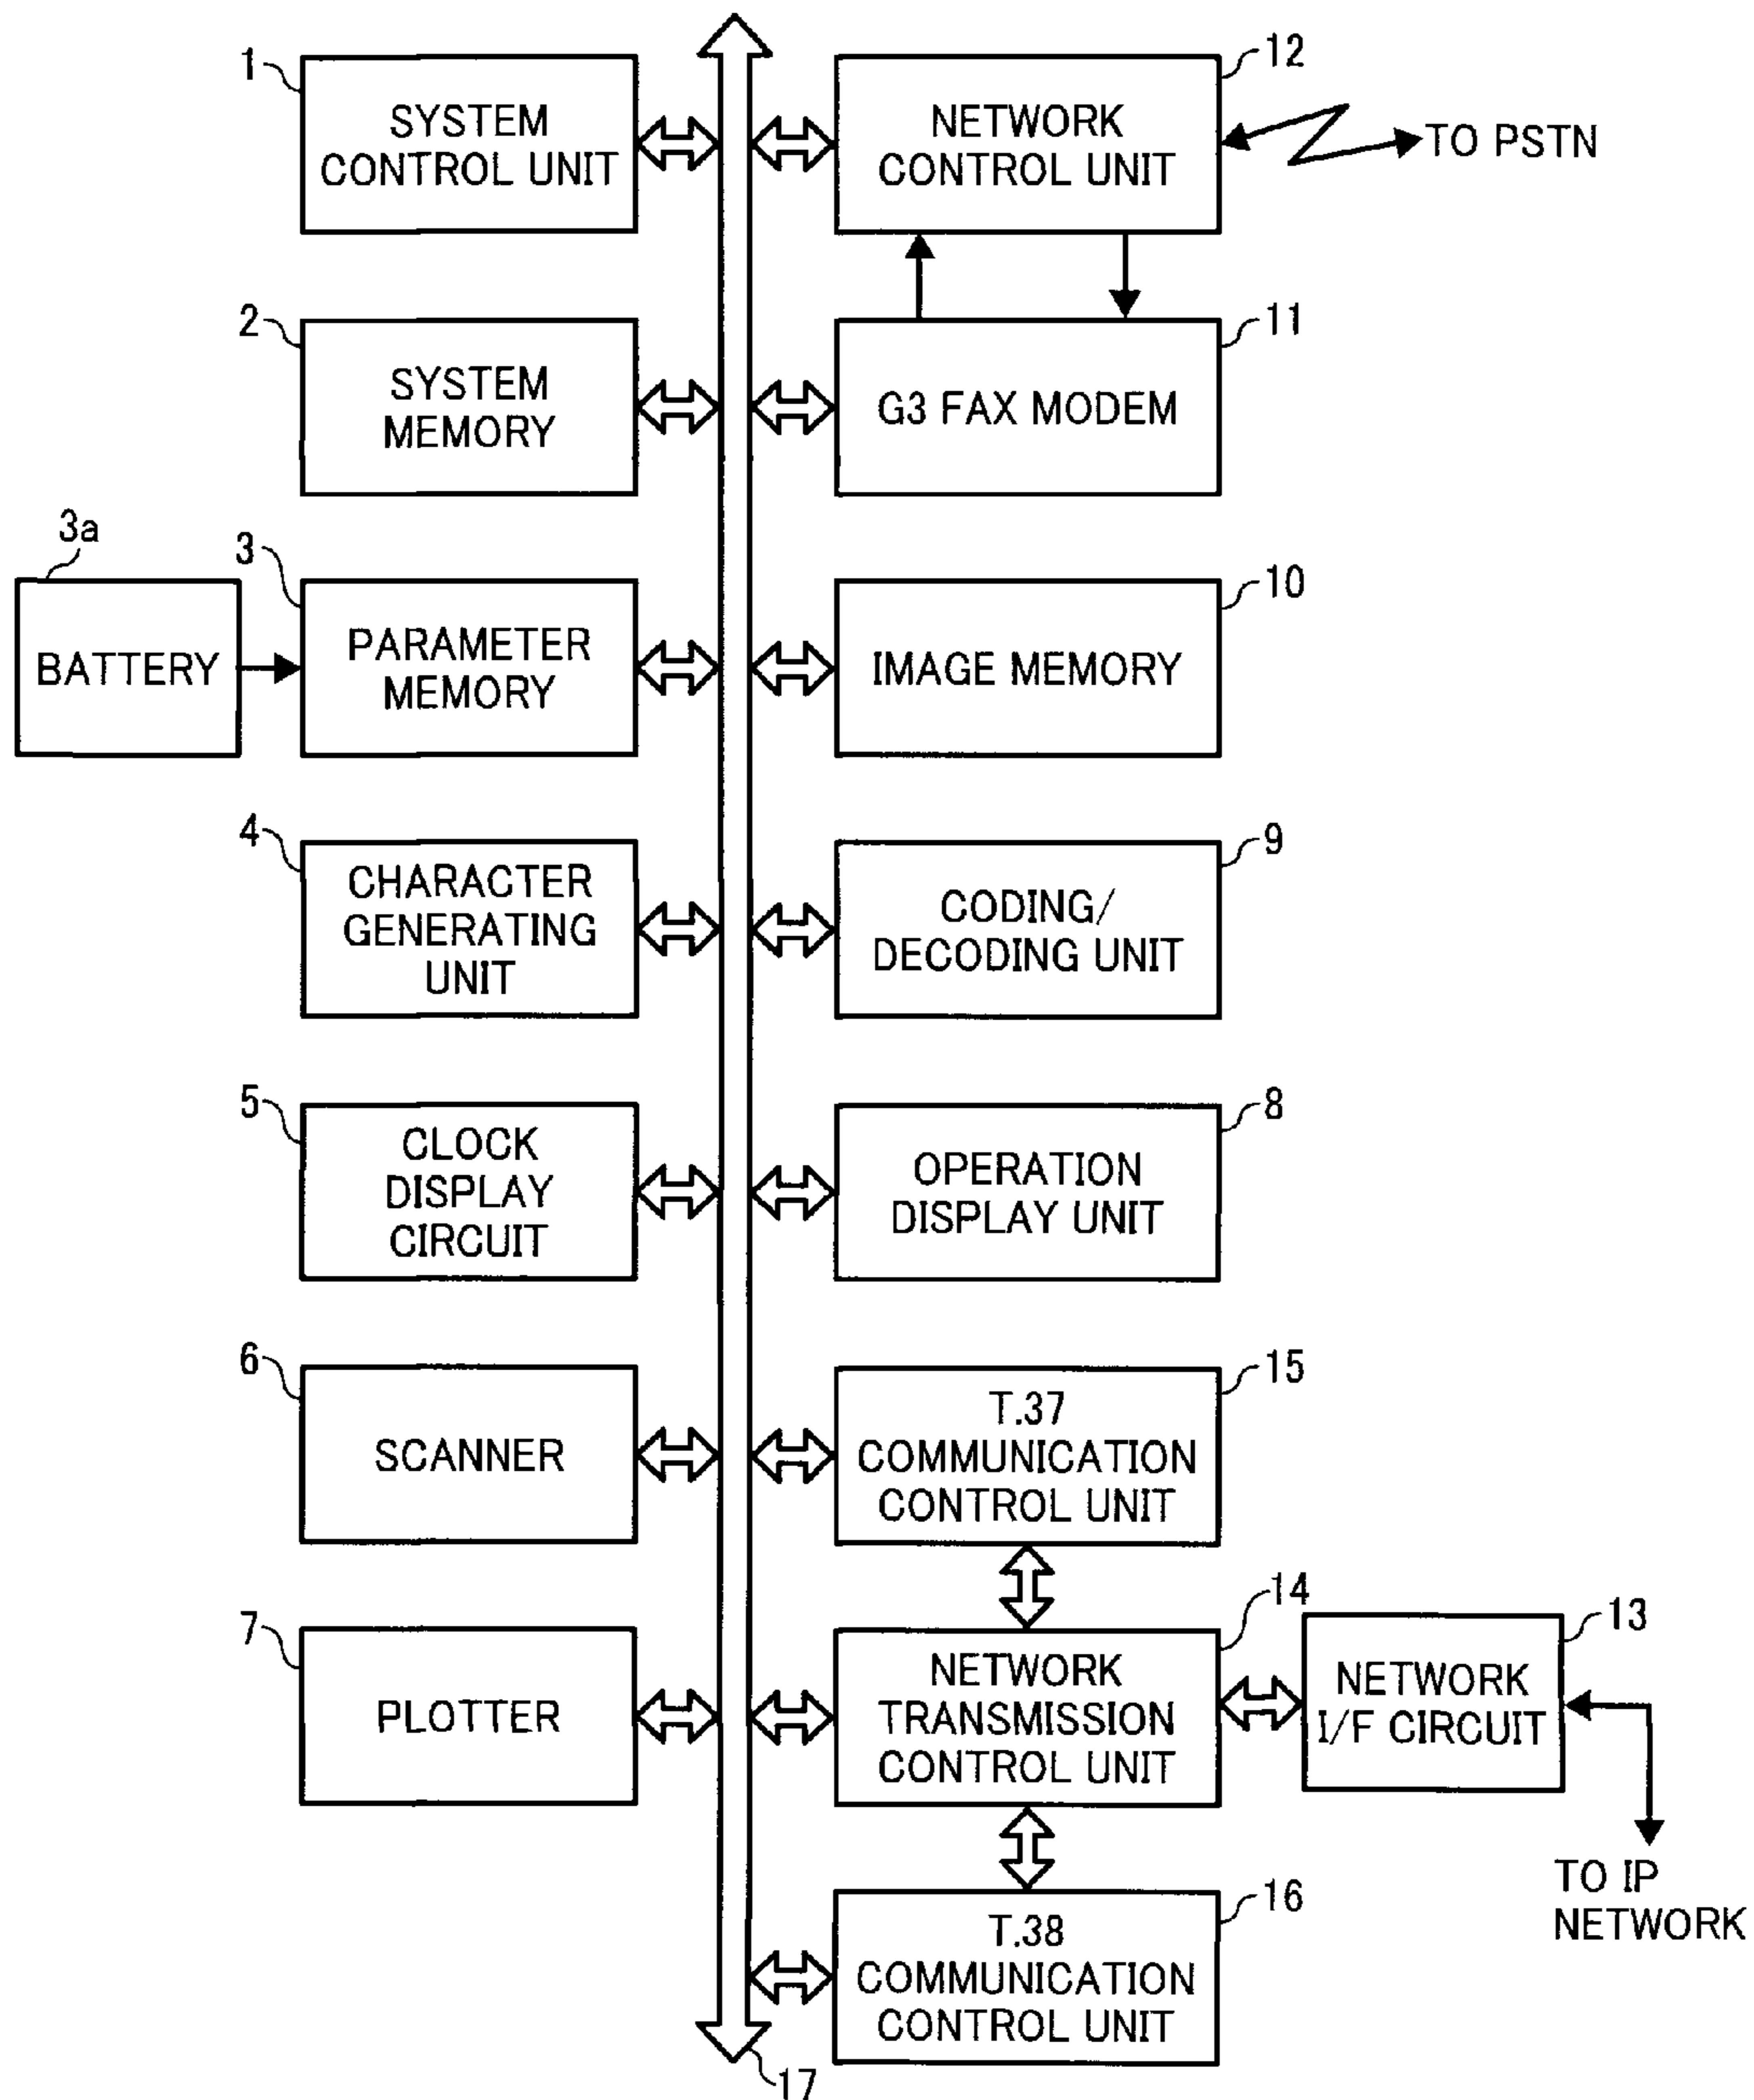 1
SYSTEM
CONTROL UNIT
12
NETWORK
CONTROL UNIT
TO PSTN
2
SYSTEM
MEMORY
11
G3 FAX MODEM
3a
BATTERY
3
PARAMETER
MEMORY
10
IMAGE MEMORY
4
CHARACTER
GENERATING
UNIT
9
CODING/
DECODING UNIT
5
CLOCK
DISPLAY
CIRCUIT
8
OPERATION
DISPLAY UNIT
6
SCANNER
15
T.37
COMMUNICATION
CONTROL UNIT
7
PLOTTER
14
NETWORK
TRANSMISSION
CONTROL UNIT
13
NETWORK
I/F CIRCUIT
TO IP
NETWORK
16
T.38
COMMUNICATION
CONTROL UNIT
17